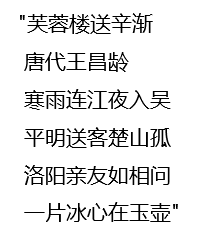 "芙蓉楼送辛渐
唐代王昌龄
寒雨连江夜入吴
平明送客楚山孤
洛阳亲友如相问
一片冰心在玉壶"